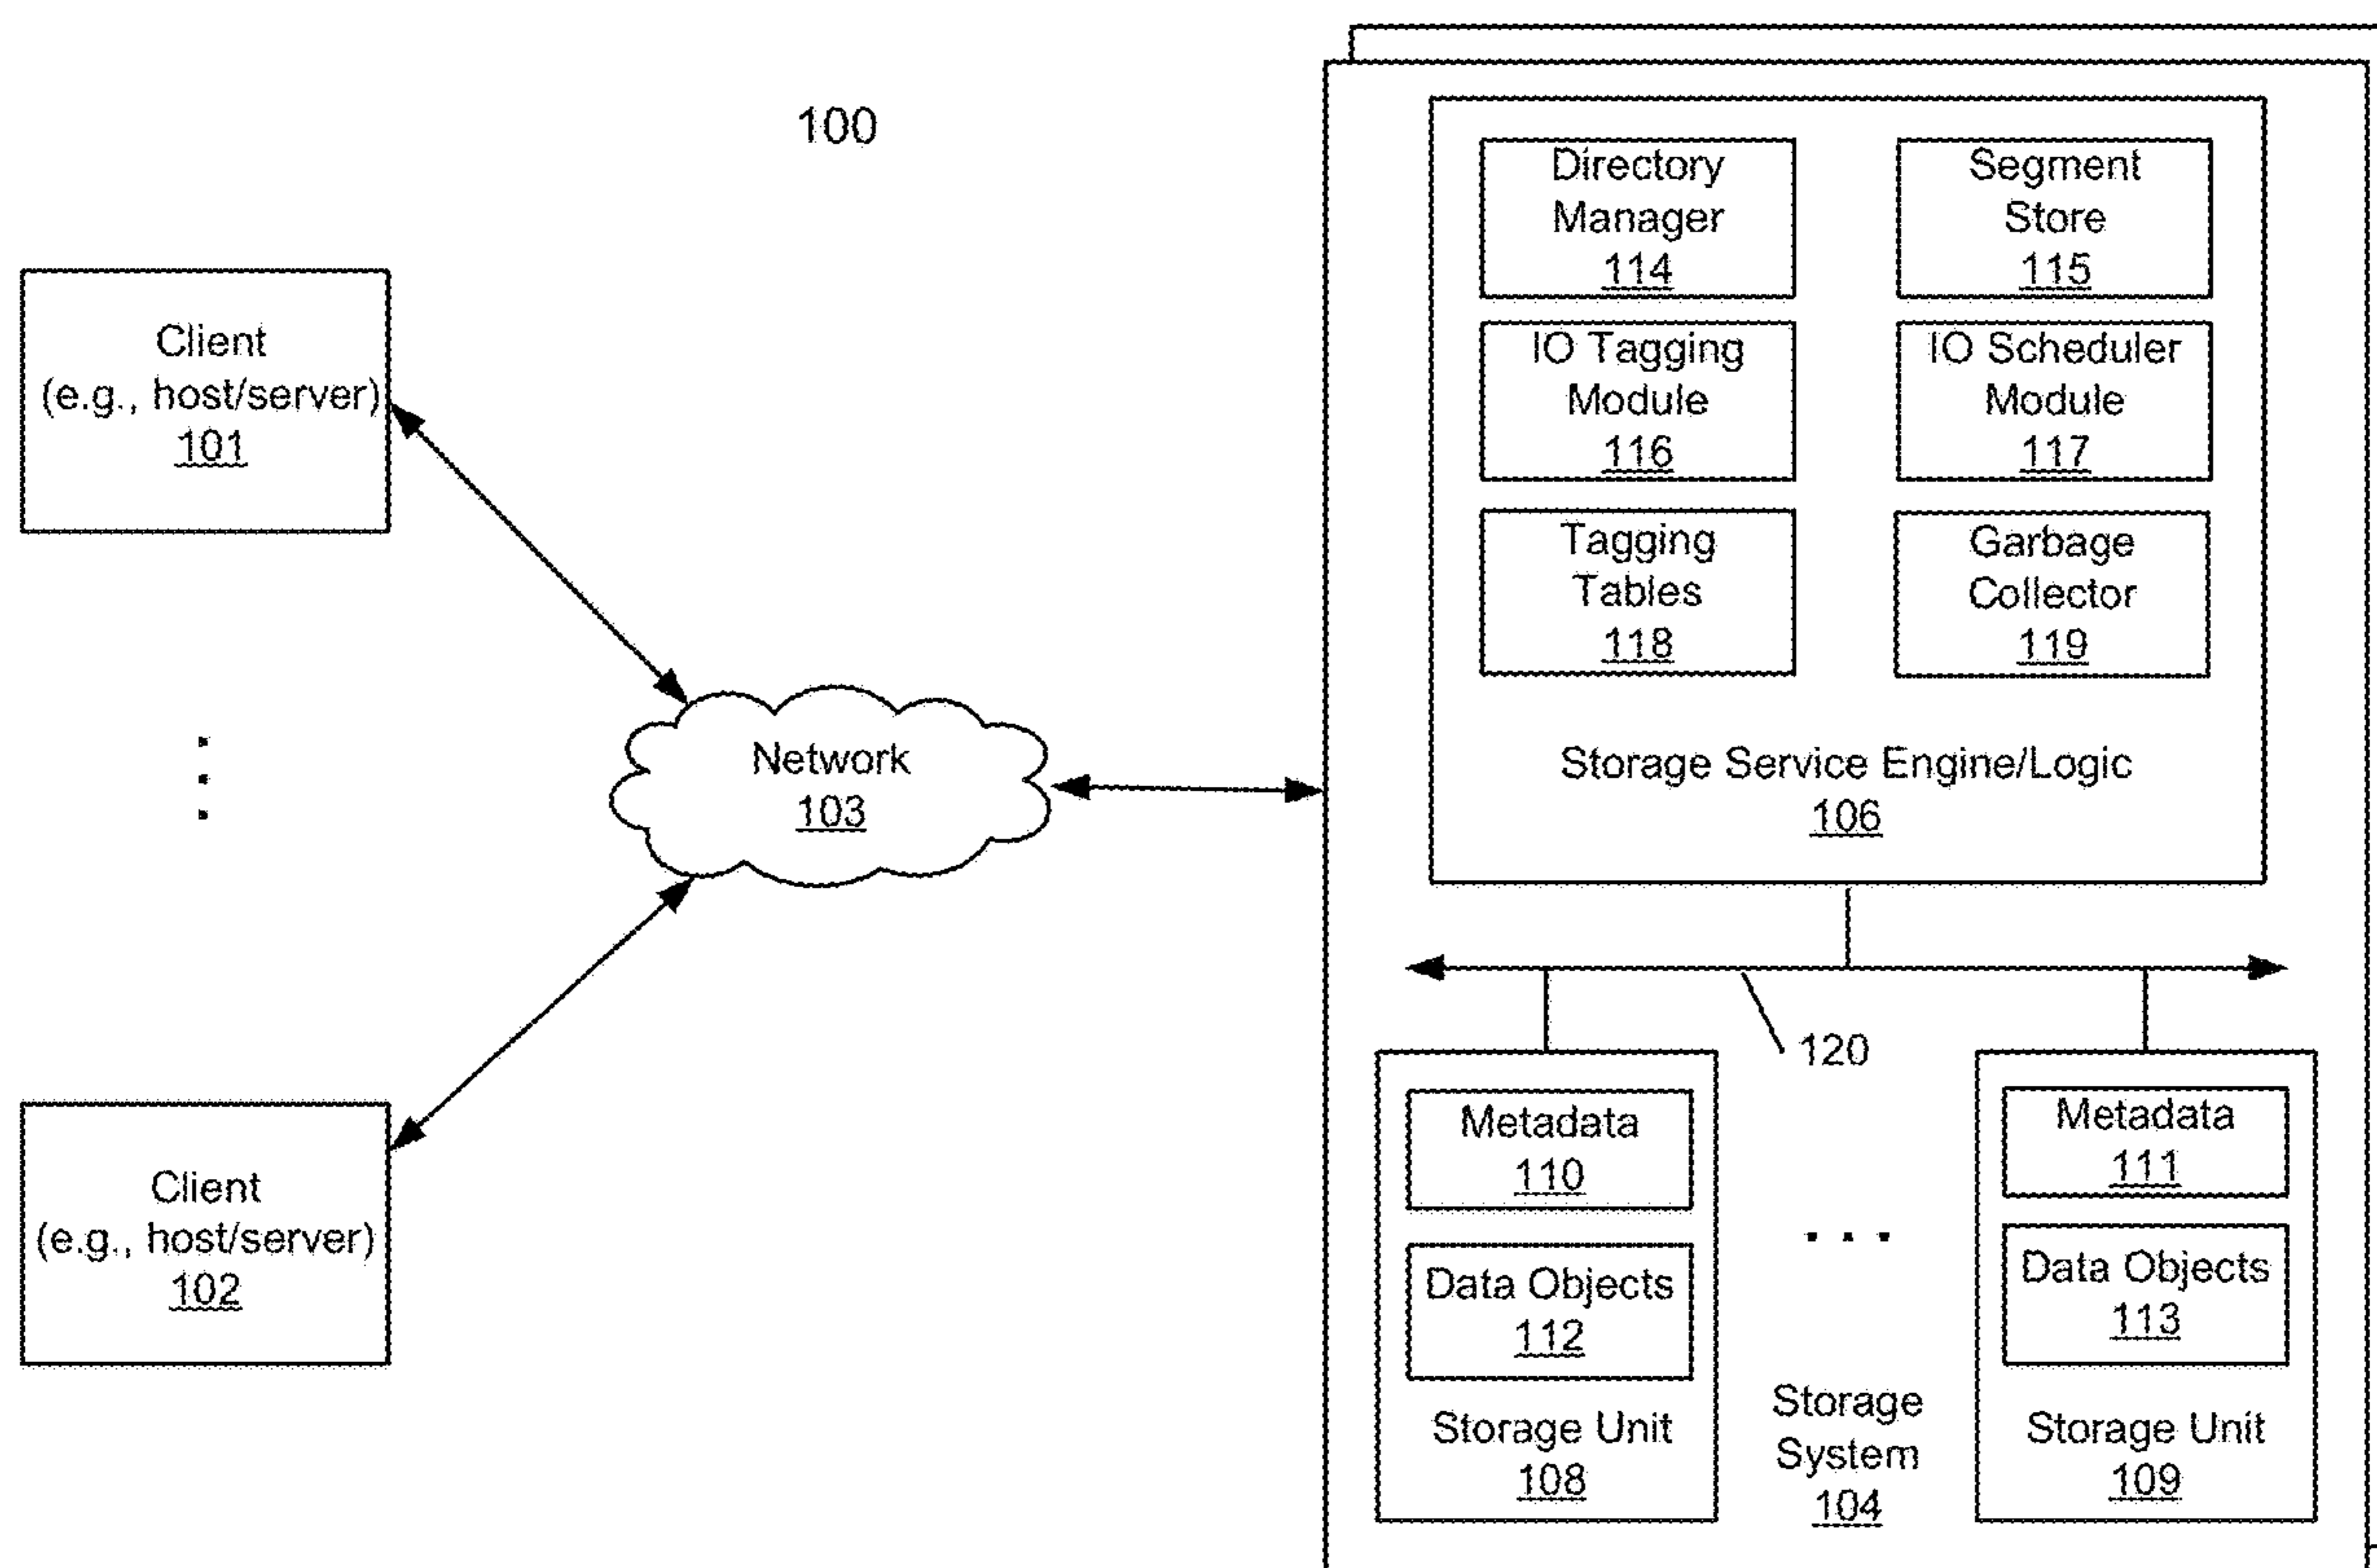 100
Client
(e.g., host/server)
101
Network
103
Client
(e.g., host/server)
102
Directory
Manager
114
Segment
Store
115
IO Tagging
Module
116
IO Scheduler
Module
117
Tagging
Tables
118
Garbage
Collector
119
Storage Service Engine/Logic
106
120
Metadata
110
Data Objects
112
Storage Unit
108
. . .
Storage
System
104
Metadata
111
Data Objects
113
Storage Unit
109